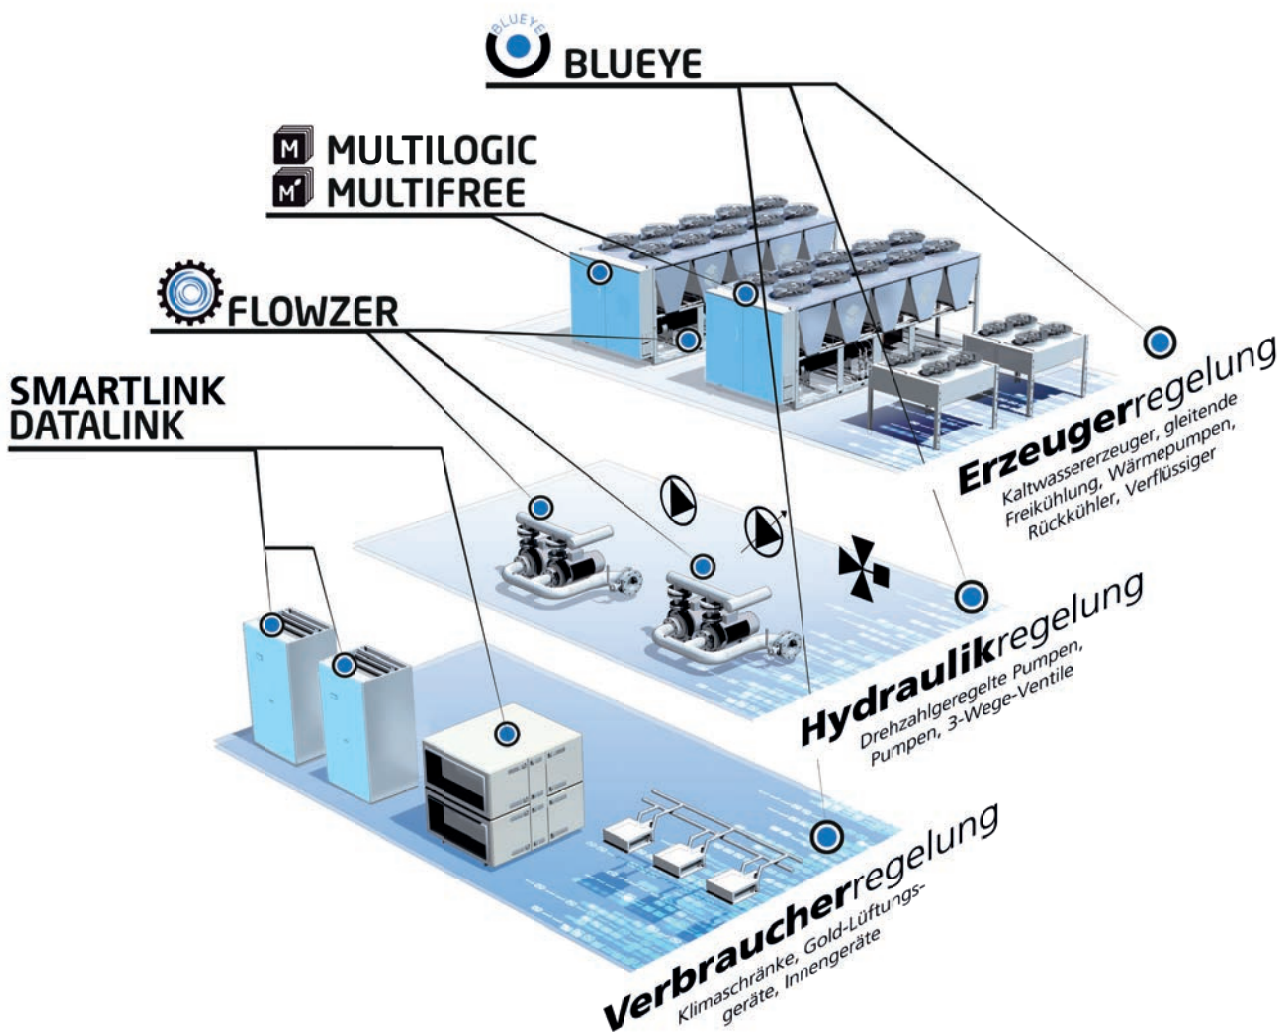 BLUEYE
BLUEYE
M MULTILOGIC
M MULTIFREE
FLOWZER
SMARTLINK
DATALINK
Erzeugerregelung
Kaltwassererzeuger, gleitende
Freikühlung, Wärmepumpen,
Rückkühler, Verflüssiger
Hydraulikregelung
Drehzahlgeregelte Pumpen,
Pumpen, 3-Wege-Ventile
Verbraucherregelung
Klimaschränke, Gold-Lüftungs-
geräte, Innengeräte